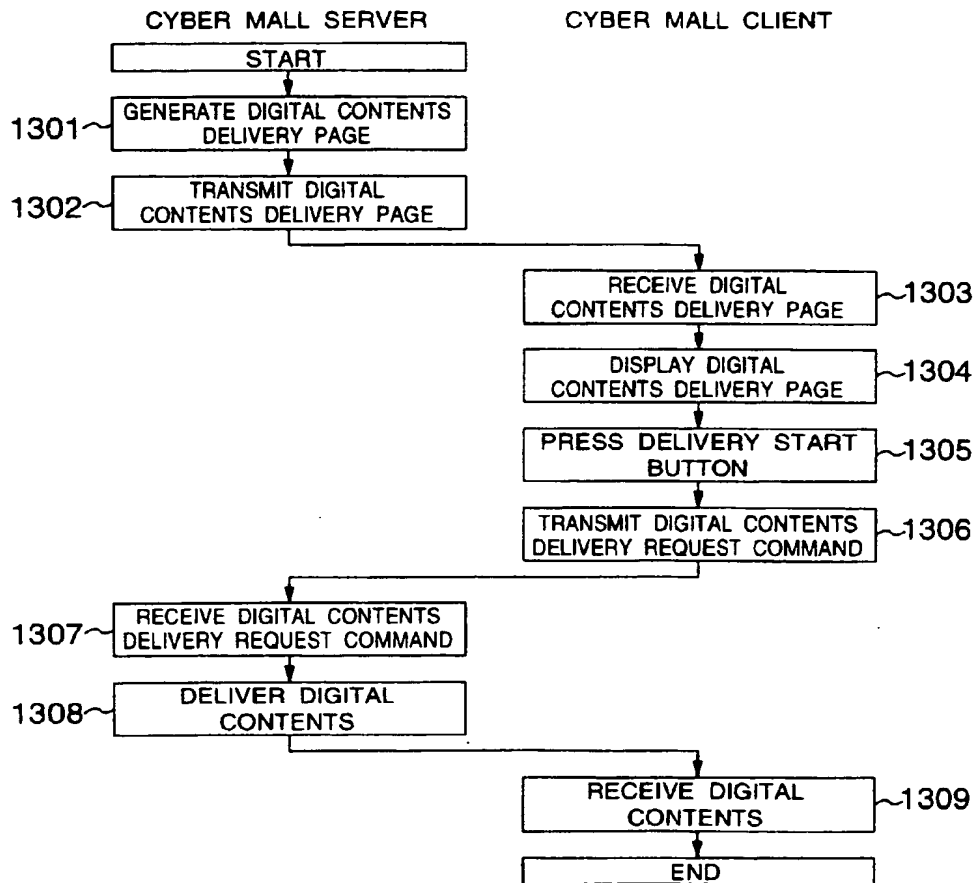 CYBER MALL SERVER
CYBER MALL CLIENT
START
1301
GENERATE DIGITAL CONTENTS
DELIVERY PAGE
1302
TRANSMIT DIGITAL
CONTENTS DELIVERY PAGE
RECEIVE DIGITAL
CONTENTS DELIVERY PAGE
1303
DISPLAY DIGITAL
CONTENTS DELIVERY PAGE
1304
PRESS DELIVERY START
BUTTON
1305
TRANSMIT DIGITAL CONTENTS
DELIVERY REQUEST COMMAND
1306
1307
RECEIVE DIGITAL CONTENTS
DELIVERY REQUEST COMMAND
1308
DELIVER DIGITAL
CONTENTS
RECEIVE DIGITAL
CONTENTS
1309
END